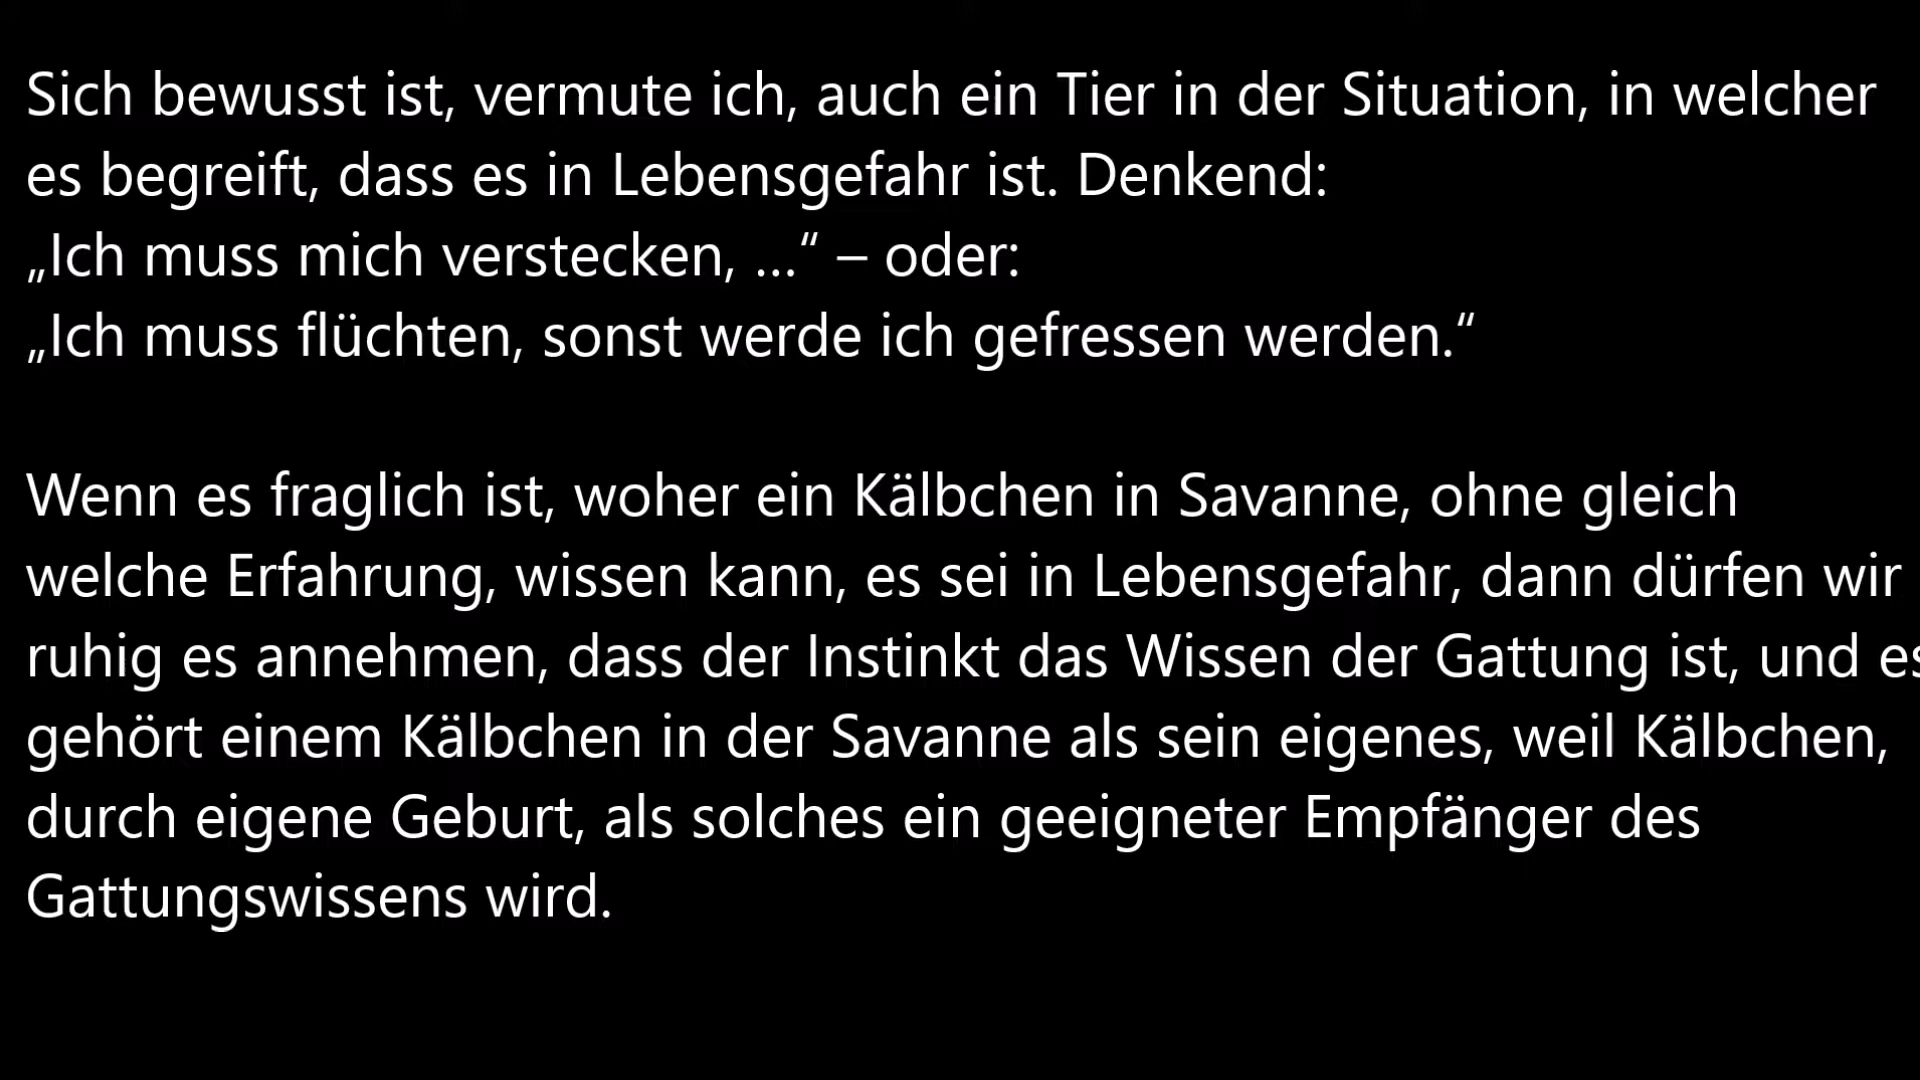 Sich bewusst ist, vermute ich, auch ein Tier in der Situation, in welcher
es begreift, dass es in Lebensgefahr ist. Denkend:
„Ich muss mich verstecken, ...“ – oder:
„Ich muss flüchten, sonst werde ich gefressen werden.“
Wenn es fraglich ist, woher ein Kälbchen in Savanne, ohne gleich
welche Erfahrung, wissen kann, es sei in Lebensgefahr, dann dürfen wir
ruhig es annehmen, dass der Instinkt das Wissen der Gattung ist, und es
gehört einem Kälbchen in der Savanne als sein eigenes, weil Kälbchen,
durch eigene Geburt, als solches ein geeigneter Empfänger des
Gattungswissens wird.